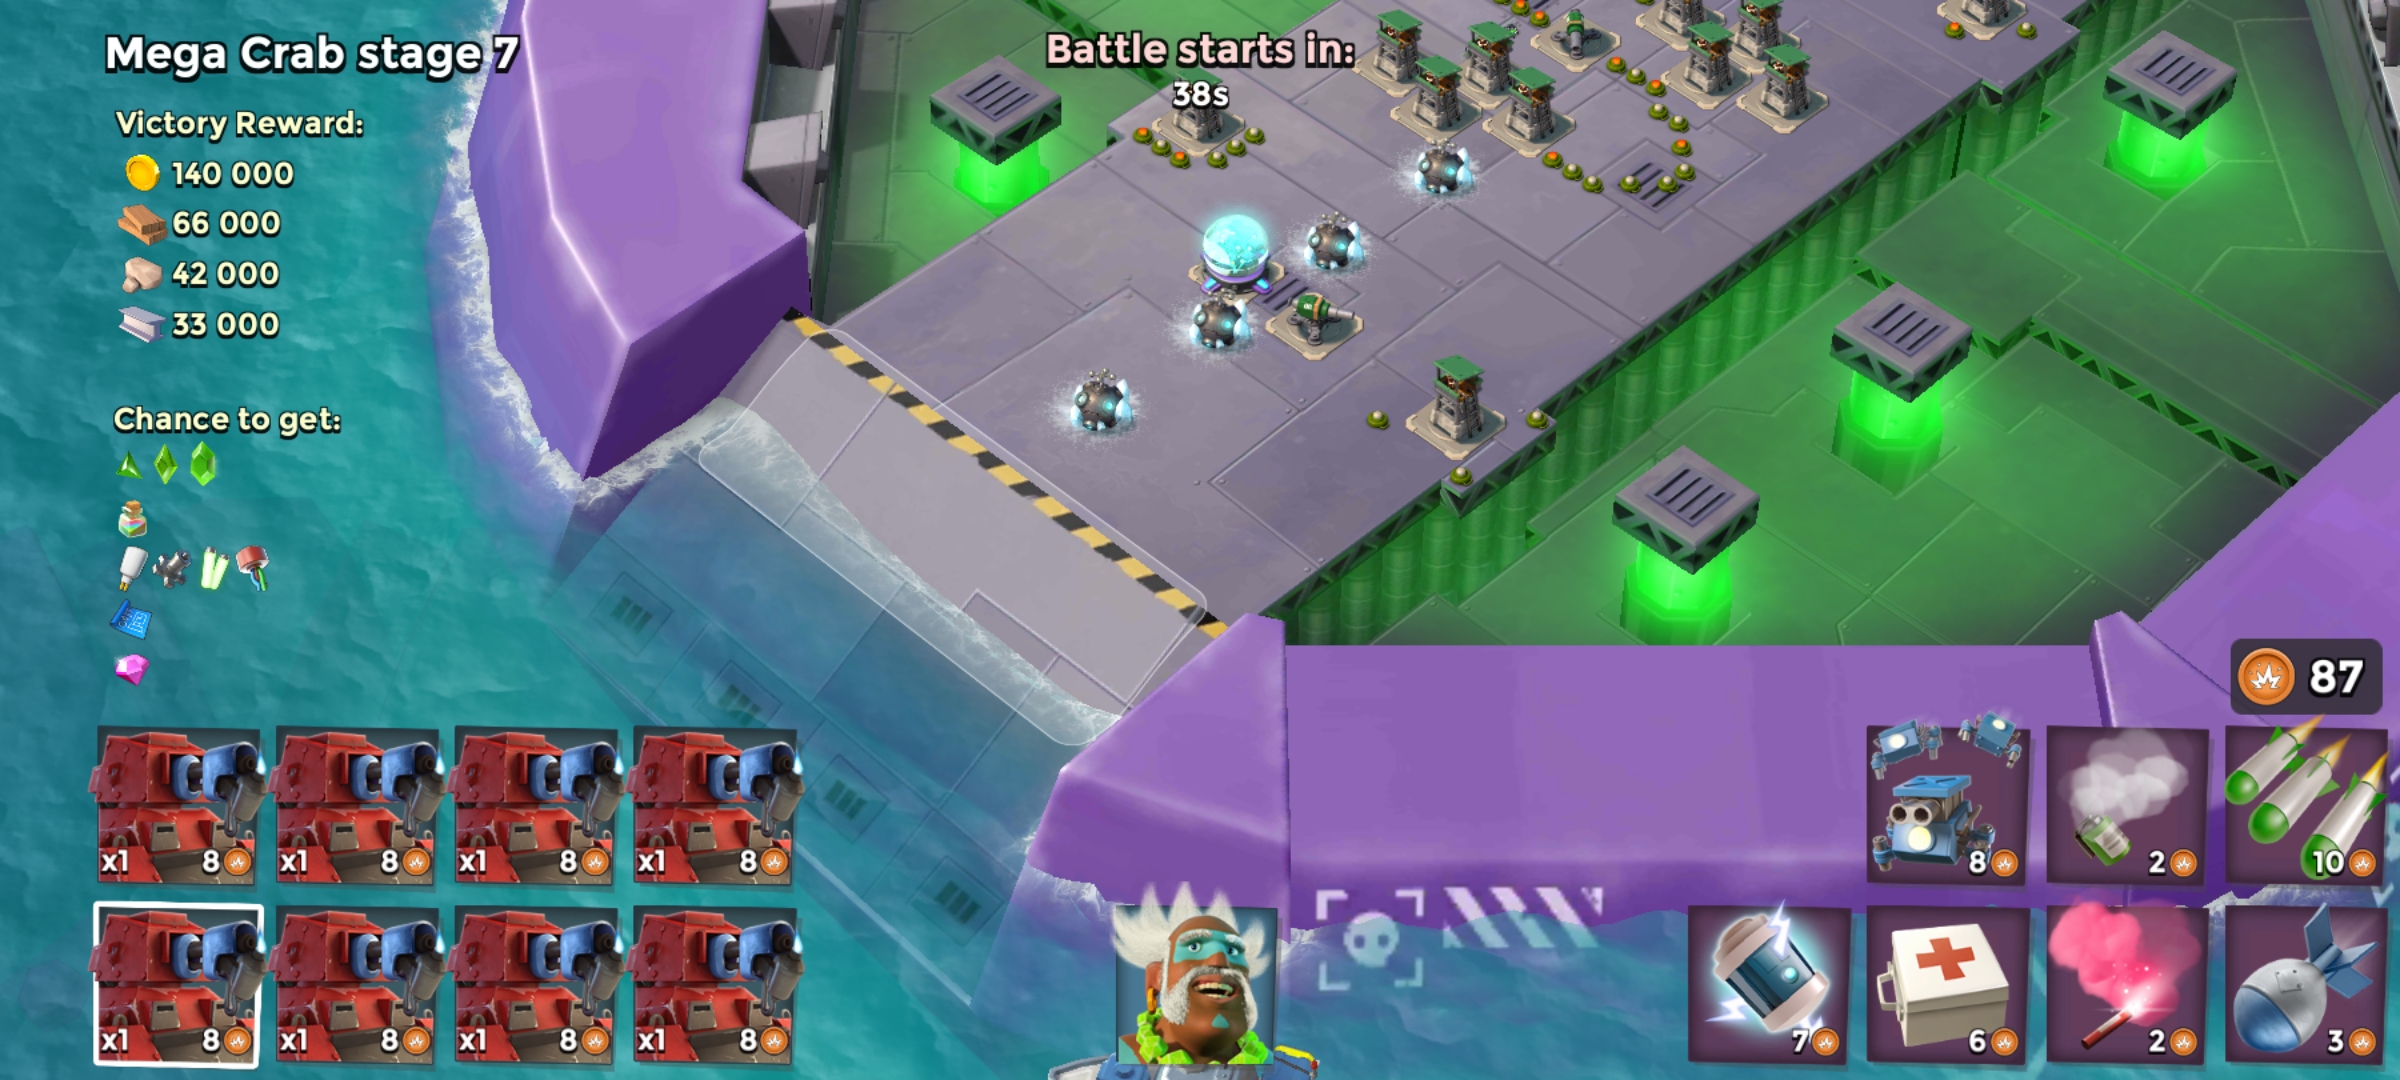 Mega Crab stage 7
Battle starts in:
38s
Victory Reward:
140 000
66 000
42 000
33 000
Chance to get:
87
x1 8
x1 8
x1 8
x1 8
8
2
10
x1 8
x1 8
x1 8
x1 8
7
6
2
3